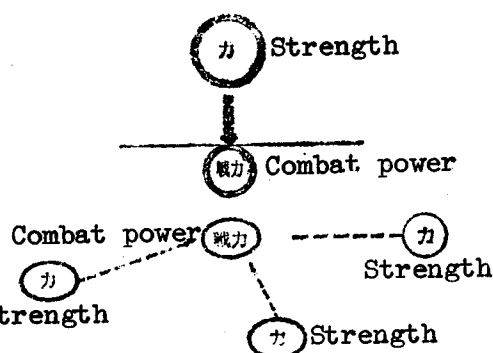 力 Strength
戦力 Combat power
Combat power 戦力 力
Strength
力
trength
力 Strength